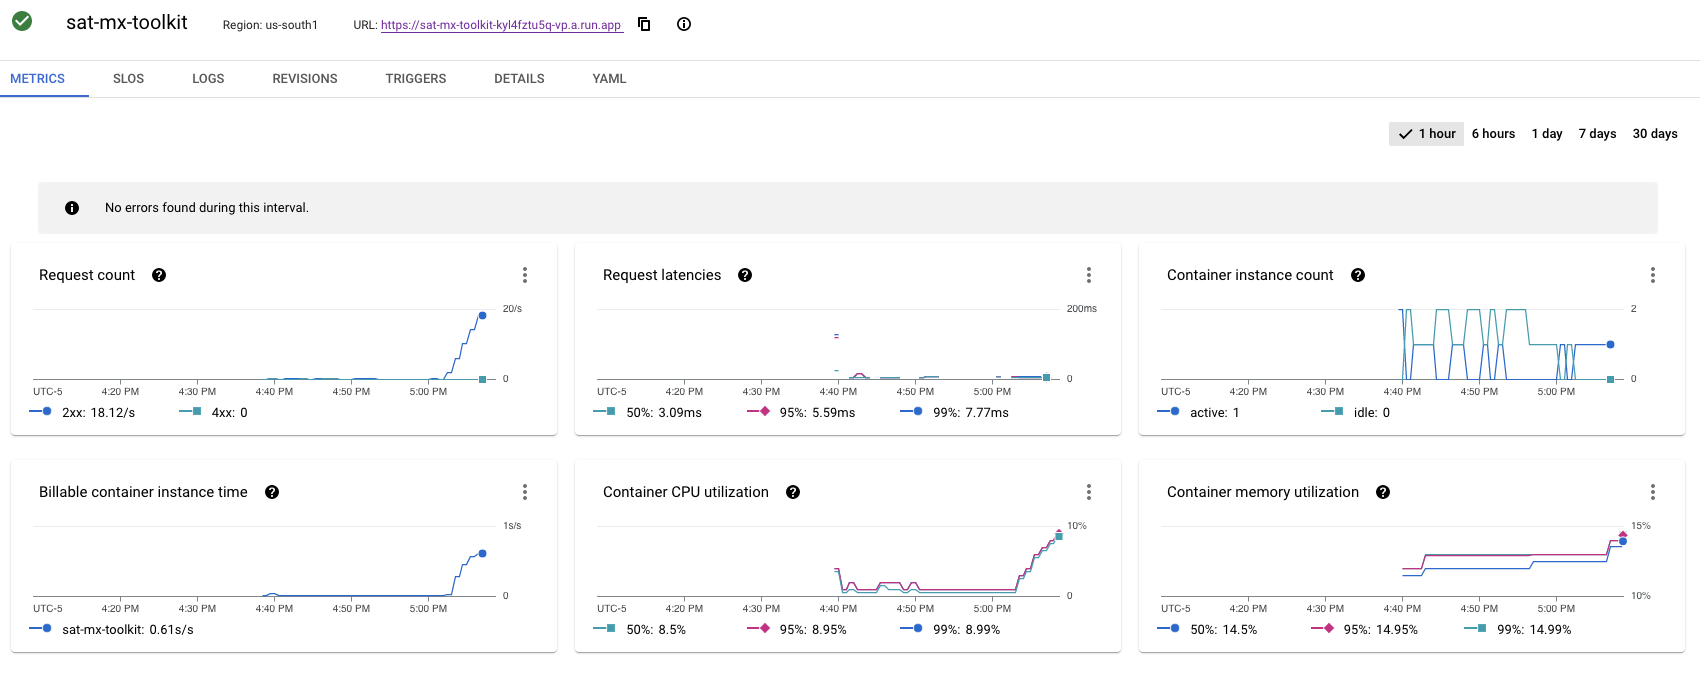 sat-mx-toolkit Region: us-south1 URL: https://sat-mx-toolkit-kyl4fztu5q-vp.a.run.app
METRICS SLOS LOGS REVISIONS TRIGGERS DETAILS YAML
1 hour 6 hours 1 day 7 days 30 days
No errors found during this interval.
Request count
20/s
0
UTC-5 4:20 PM 4:30 PM 4:40 PM 4:50 PM 5:00 PM
2xx: 18.12/s 4xx: 0
Request latencies
200ms
0
UTC-5 4:20 PM 4:30 PM 4:40 PM 4:50 PM 5:00 PM
50%: 3.09ms 95%: 5.59ms 99%: 7.77ms
Container instance count
2
0
UTC-5 4:20 PM 4:30 PM 4:40 PM 4:50 PM 5:00 PM
active: 1 idle: 0
Billable container instance time
1s/s
0
UTC-5 4:20 PM 4:30 PM 4:40 PM 4:50 PM 5:00 PM
sat-mx-toolkit: 0.61s/s
Container CPU utilization
10%
0
UTC-5 4:20 PM 4:30 PM 4:40 PM 4:50 PM 5:00 PM
50%: 8.5% 95%: 8.95% 99%: 8.99%
Container memory utilization
15%
10%
UTC-5 4:20 PM 4:30 PM 4:40 PM 4:50 PM 5:00 PM
50%: 14.5% 95%: 14.95% 99%: 14.99%